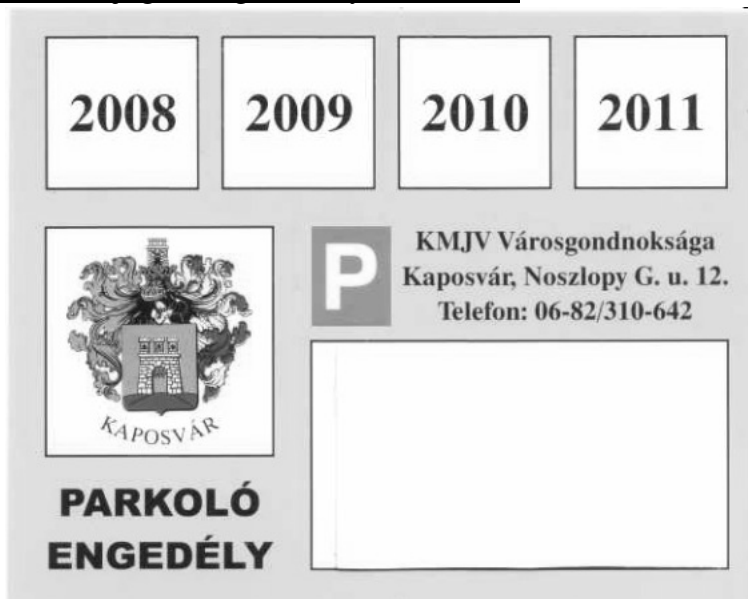 2008 2009 2010 2011
KMJV Városgondnoksága
Kaposvár, Noszlopy G. u. 12.
Telefon: 06-82/310-642
P
KAPOSVÁR
PARKOLÓ
ENGEDÉLY